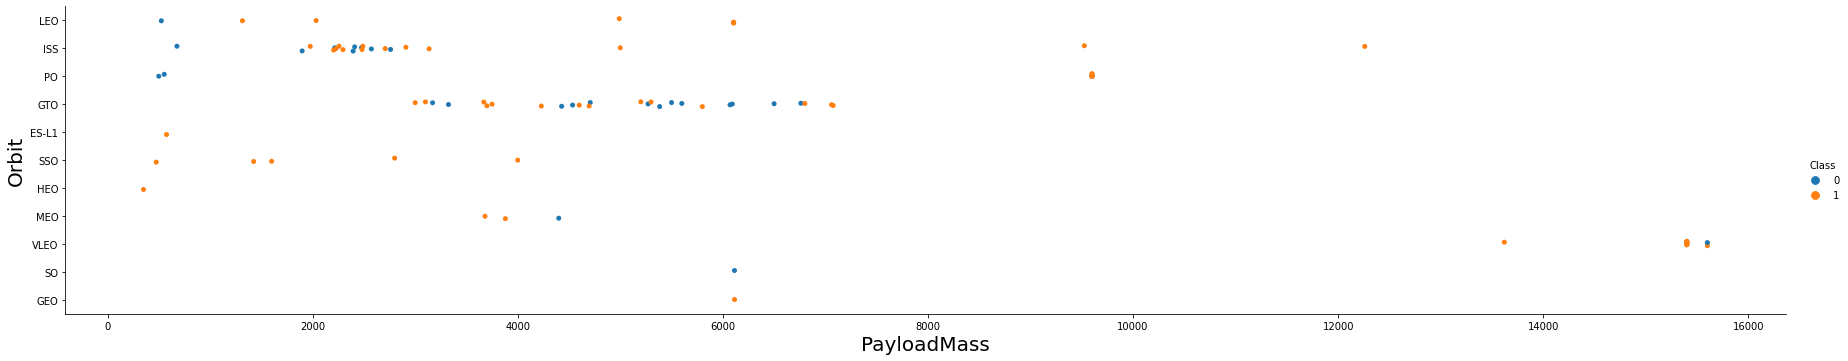 LEO
ISS
PO
GTO
ES-L1
SSO
HEO
MEO
VLEO
SO
GEO
Orbit
0 2000 4000 6000 8000 10000 12000 14000 16000
PayloadMass
Class
0
1